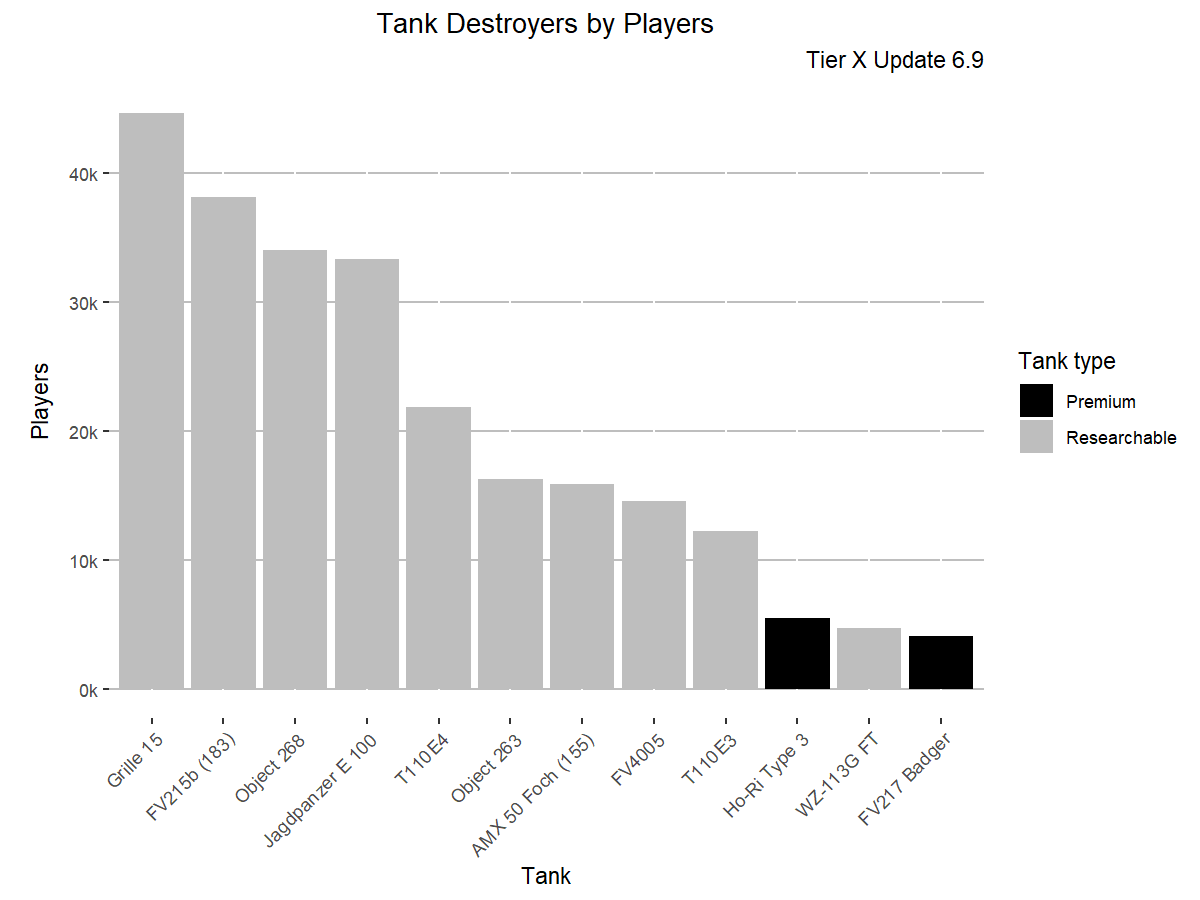 Tank Destroyers by Players
Tier X Update 6.9
Players
40k
30k
20k
10k
0k
Grille 15
FV215b (183)
Object 268
Jagdpanzer E 100
T110E4
Object 263
AMX 50 Foch (155)
FV4005
T110E3
Ho-Ri Type 3
WZ-113G FT
FV217 Badger
Tank
Tank type
Premium
Researchable